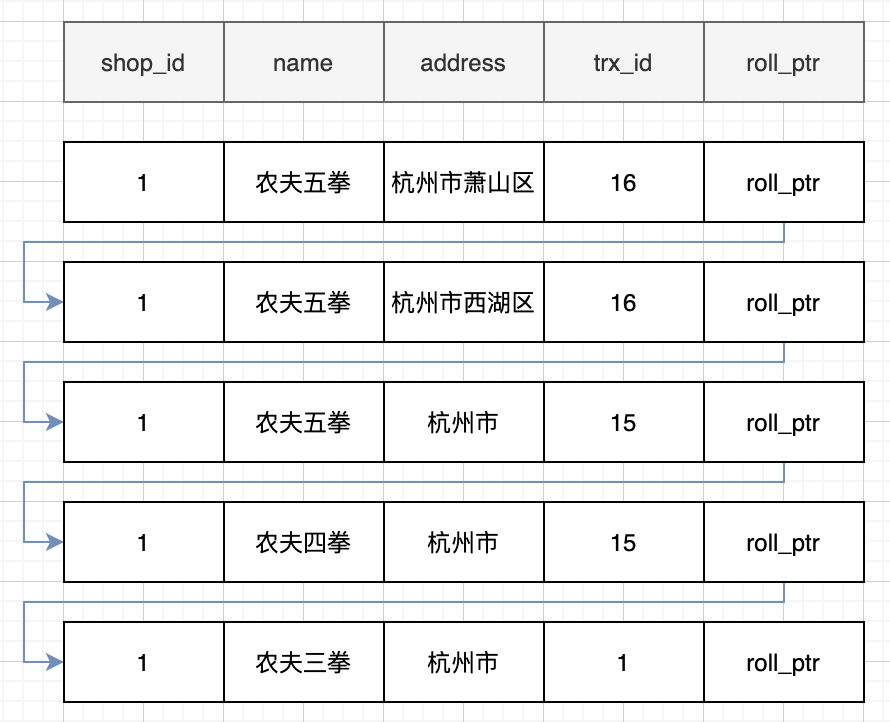 shop_id name address trx_id roll_ptr
1 农夫五拳 杭州市萧山区 16 roll_ptr
1 农夫五拳 杭州市西湖区 16 roll_ptr
1 农夫五拳 杭州市 15 roll_ptr
1 农夫四拳 杭州市 15 roll_ptr
1 农夫三拳 杭州市 1 roll_ptr